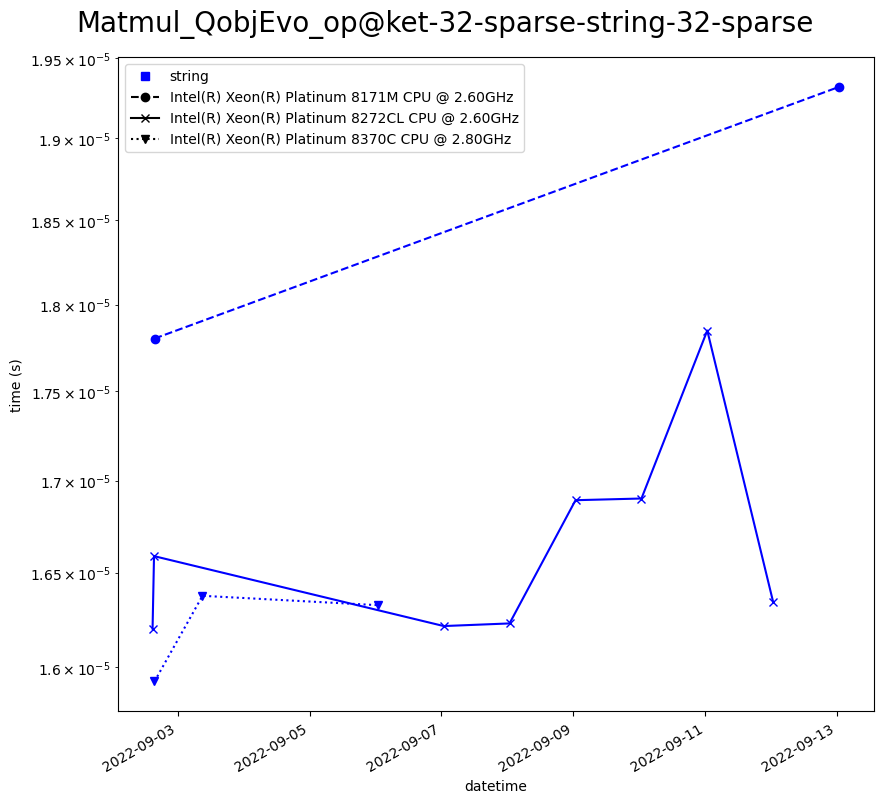 Matmul_QobjEvo_op@ket-32-sparse-string-32-sparse
string
Intel(R) Xeon(R) Platinum 8171M CPU @ 2.60GHz
Intel(R) Xeon(R) Platinum 8272CL CPU @ 2.60GHz
Intel(R) Xeon(R) Platinum 8370C CPU @ 2.80GHz
1.95 × 10⁻⁵
1.9 × 10⁻⁵
1.85 × 10⁻⁵
1.8 × 10⁻⁵
1.75 × 10⁻⁵
1.7 × 10⁻⁵
1.65 × 10⁻⁵
1.6 × 10⁻⁵
time (s)
2022-09-03
2022-09-05
2022-09-07
2022-09-09
2022-09-11
2022-09-13
datetime